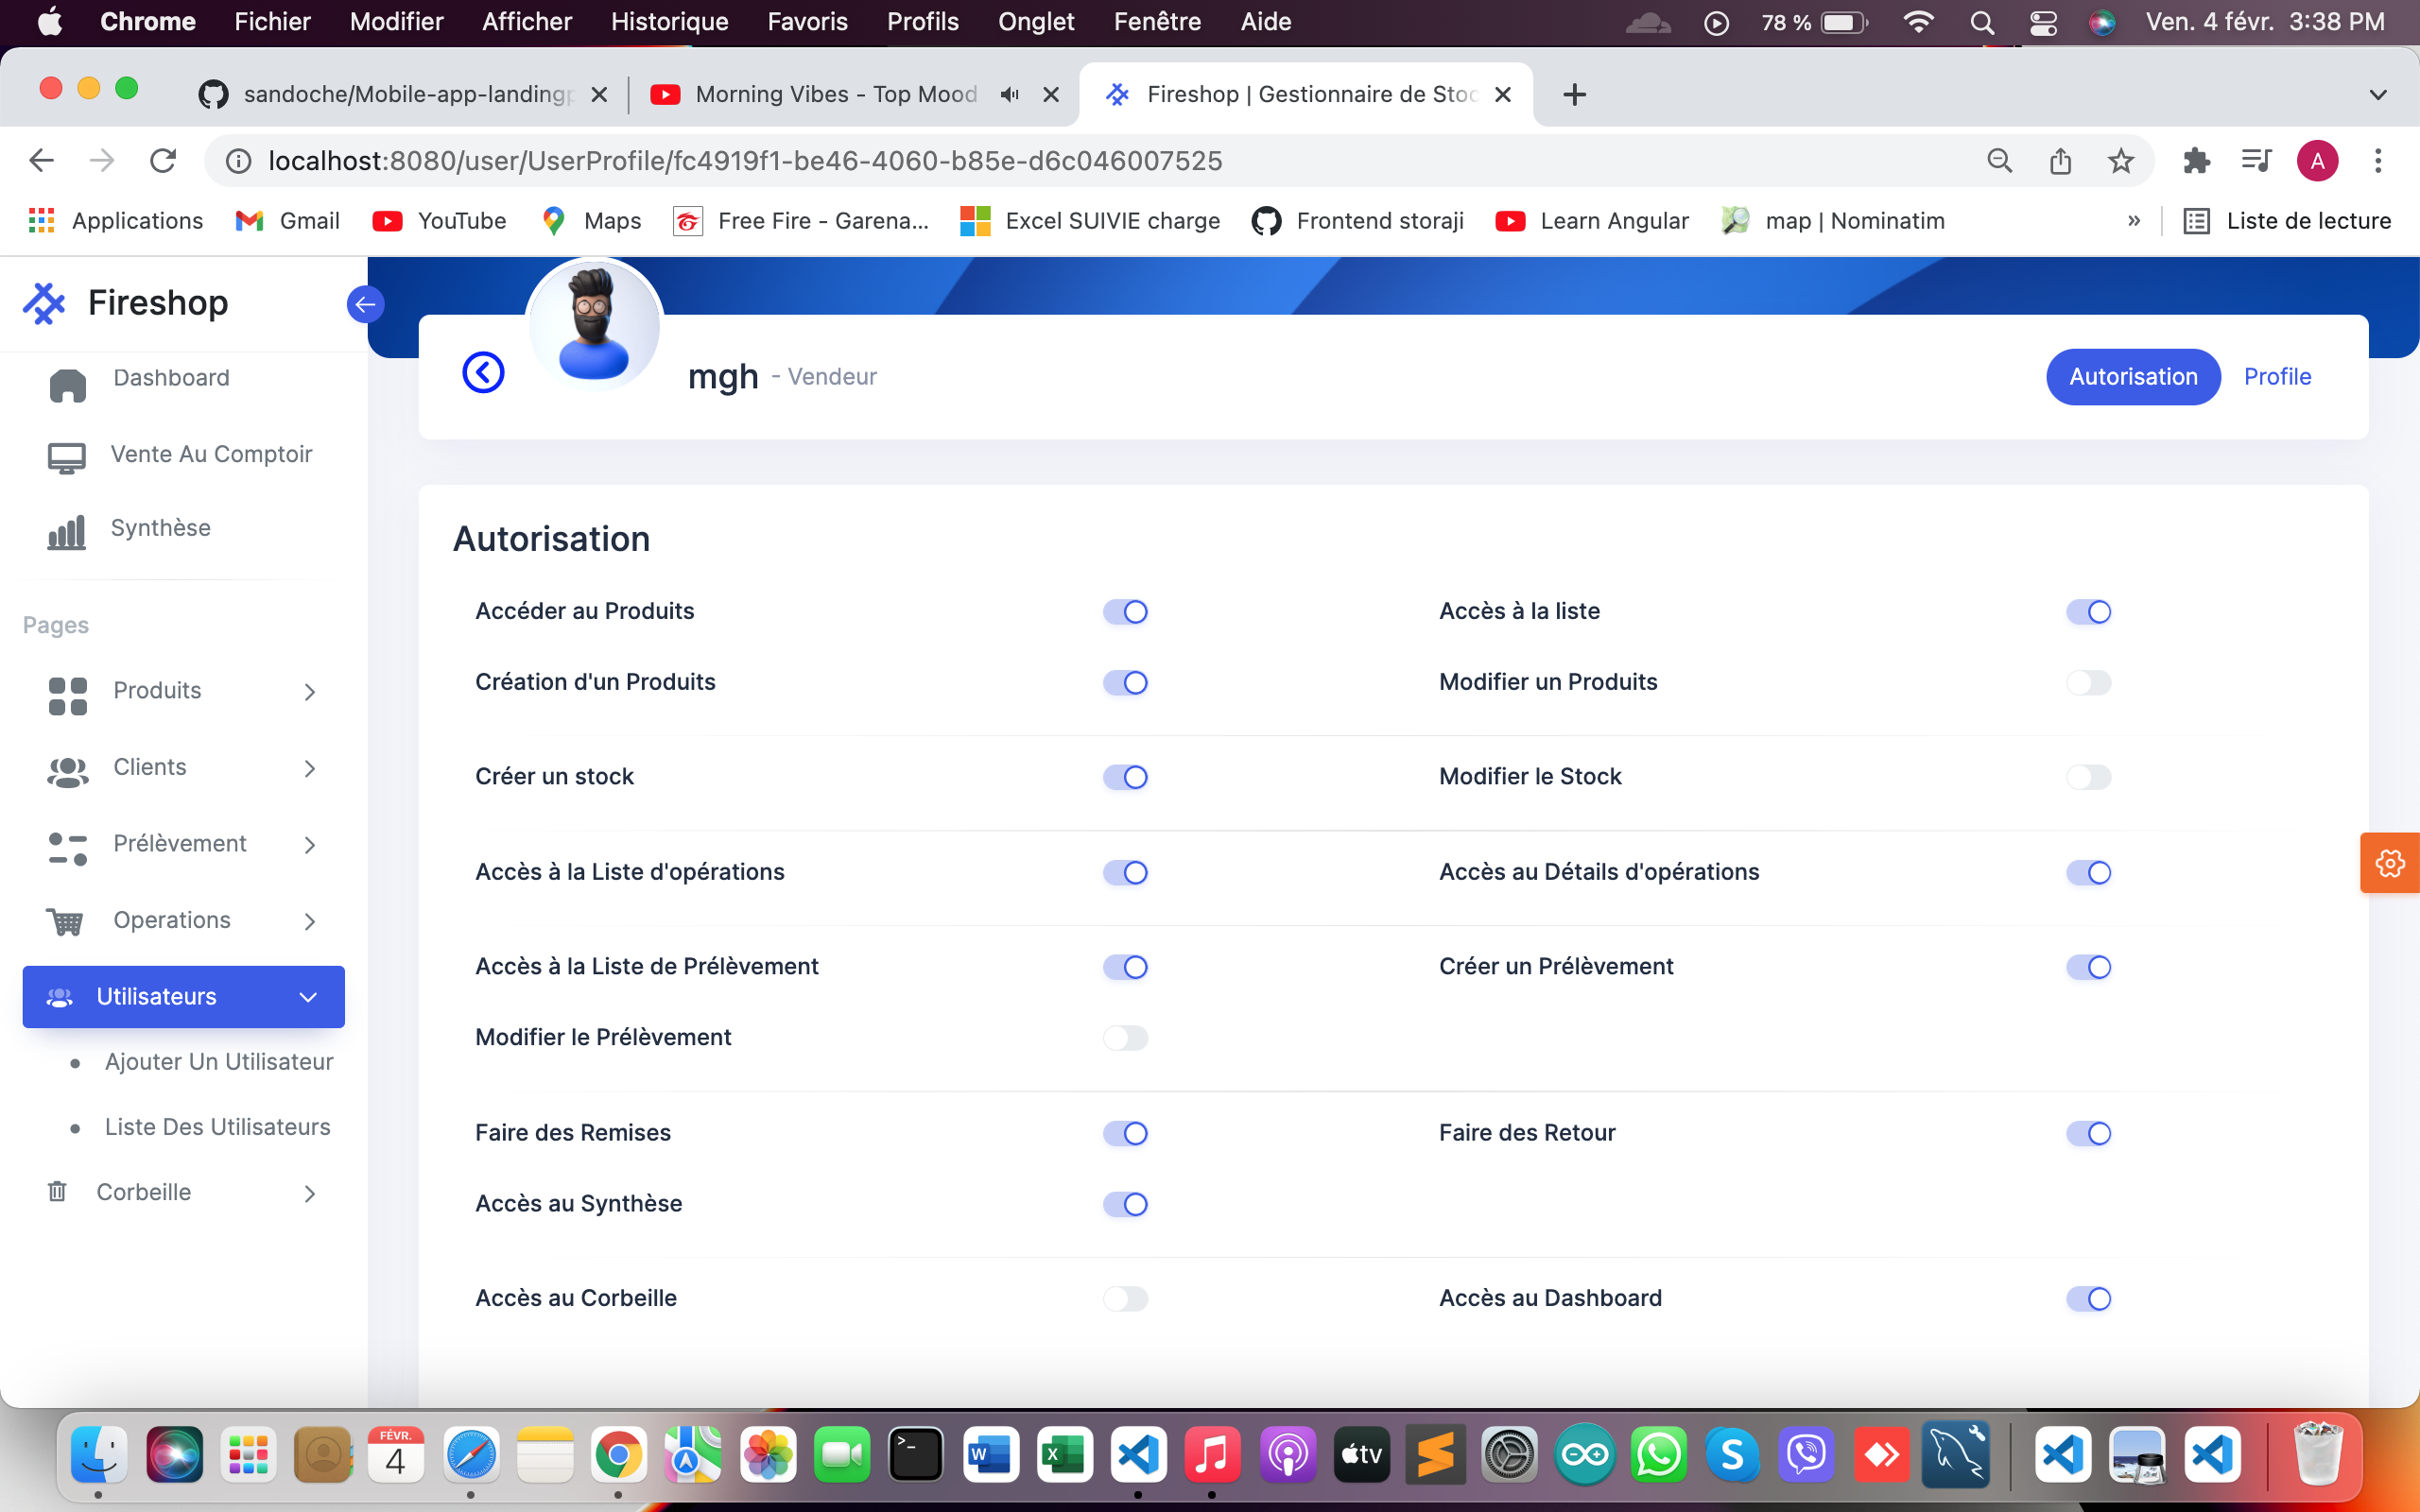 Chrome Fichier Modifier Afficher Historique Favoris Profils Onglet Fenêtre Aide 78 % Ven. 4 févr. 3:38 PM
sandoche/Mobile-app-landingp Morning Vibes - Top Mood Fireshop | Gestionnaire de Stoc
localhost:8080/user/UserProfile/fc4919f1-be46-4060-b85e-d6c046007525 A
Applications Gmail YouTube Maps Free Fire - Garena... Excel SUIVIE charge Frontend storaji Learn Angular map | Nominatim » Liste de lecture
Fireshop
Dashboard
Vente Au Comptoir
Synthèse
Pages
Produits
Clients
Prélèvement
Operations
Utilisateurs
Ajouter Un Utilisateur
Liste Des Utilisateurs
Corbeille
mgh - Vendeur
Autorisation Profile
Autorisation
Accéder au Produits Accès à la liste
Création d'un Produits Modifier un Produits
Créer un stock Modifier le Stock
Accès à la Liste d'opérations Accès au Détails d'opérations
Accès à la Liste de Prélèvement Créer un Prélèvement
Modifier le Prélèvement
Faire des Remises Faire des Retour
Accès au Synthèse
Accès au Corbeille Accès au Dashboard
FÉVR.
4
tv